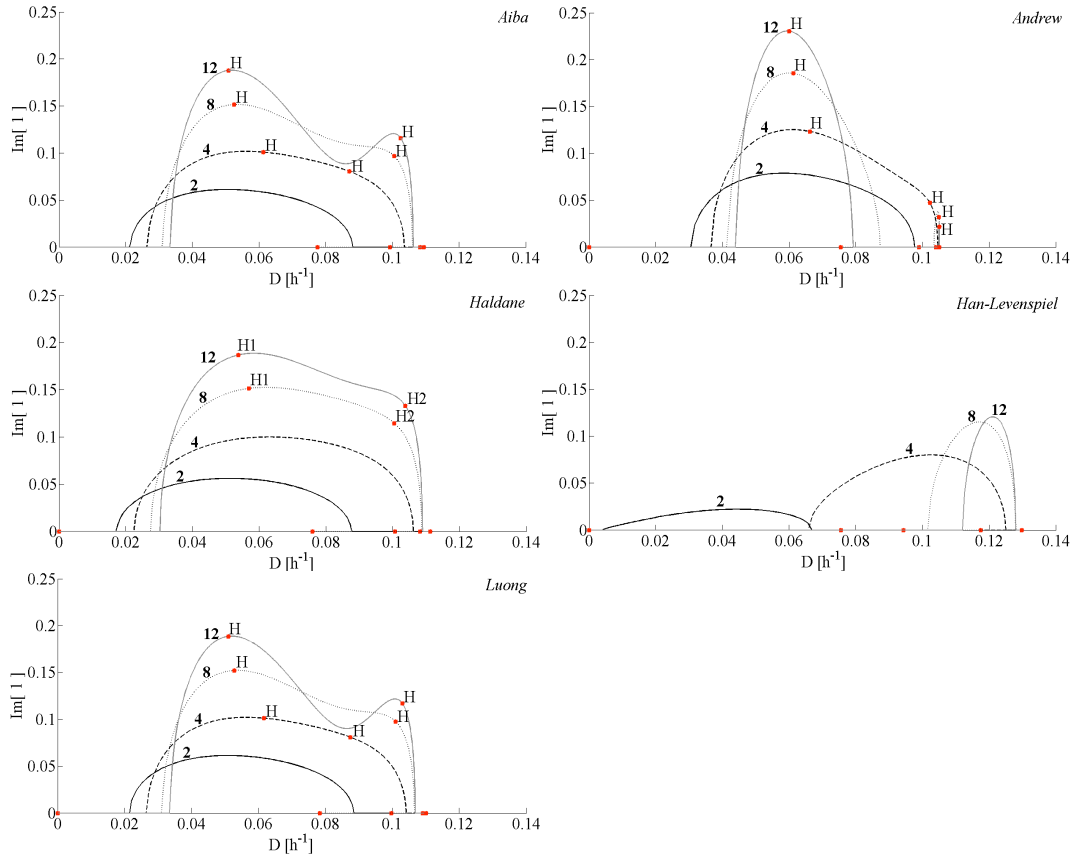 Aiba
0.25
0.2
0.15
0.1
0.05
0
Im[ 1 ]
12
8
4
2
H
H
H
H
H
H
0
0.02
0.04
0.06
0.08
0.1
0.12
0.14
D [h-1]
Andrew
0.25
0.2
0.15
0.1
0.05
0
Im[ 1 ]
12
8
4
2
H
H
H
H
H
H
0
0.02
0.04
0.06
0.08
0.1
0.12
0.14
D [h-1]
Haldane
0.25
0.2
0.15
0.1
0.05
0
Im[ 1 ]
12
8
4
2
H1
H1
H2
H2
0
0.02
0.04
0.06
0.08
0.1
0.12
0.14
D [h-1]
Han-Levenspiel
0.25
0.2
0.15
0.1
0.05
0
Im[ 1 ]
2
4
8
12
0
0.02
0.04
0.06
0.08
0.1
0.12
0.14
D [h-1]
Luong
0.25
0.2
0.15
0.1
0.05
0
Im[ 1 ]
12
8
4
2
H
H
H
H
H
H
0
0.02
0.04
0.06
0.08
0.1
0.12
0.14
D [h-1]